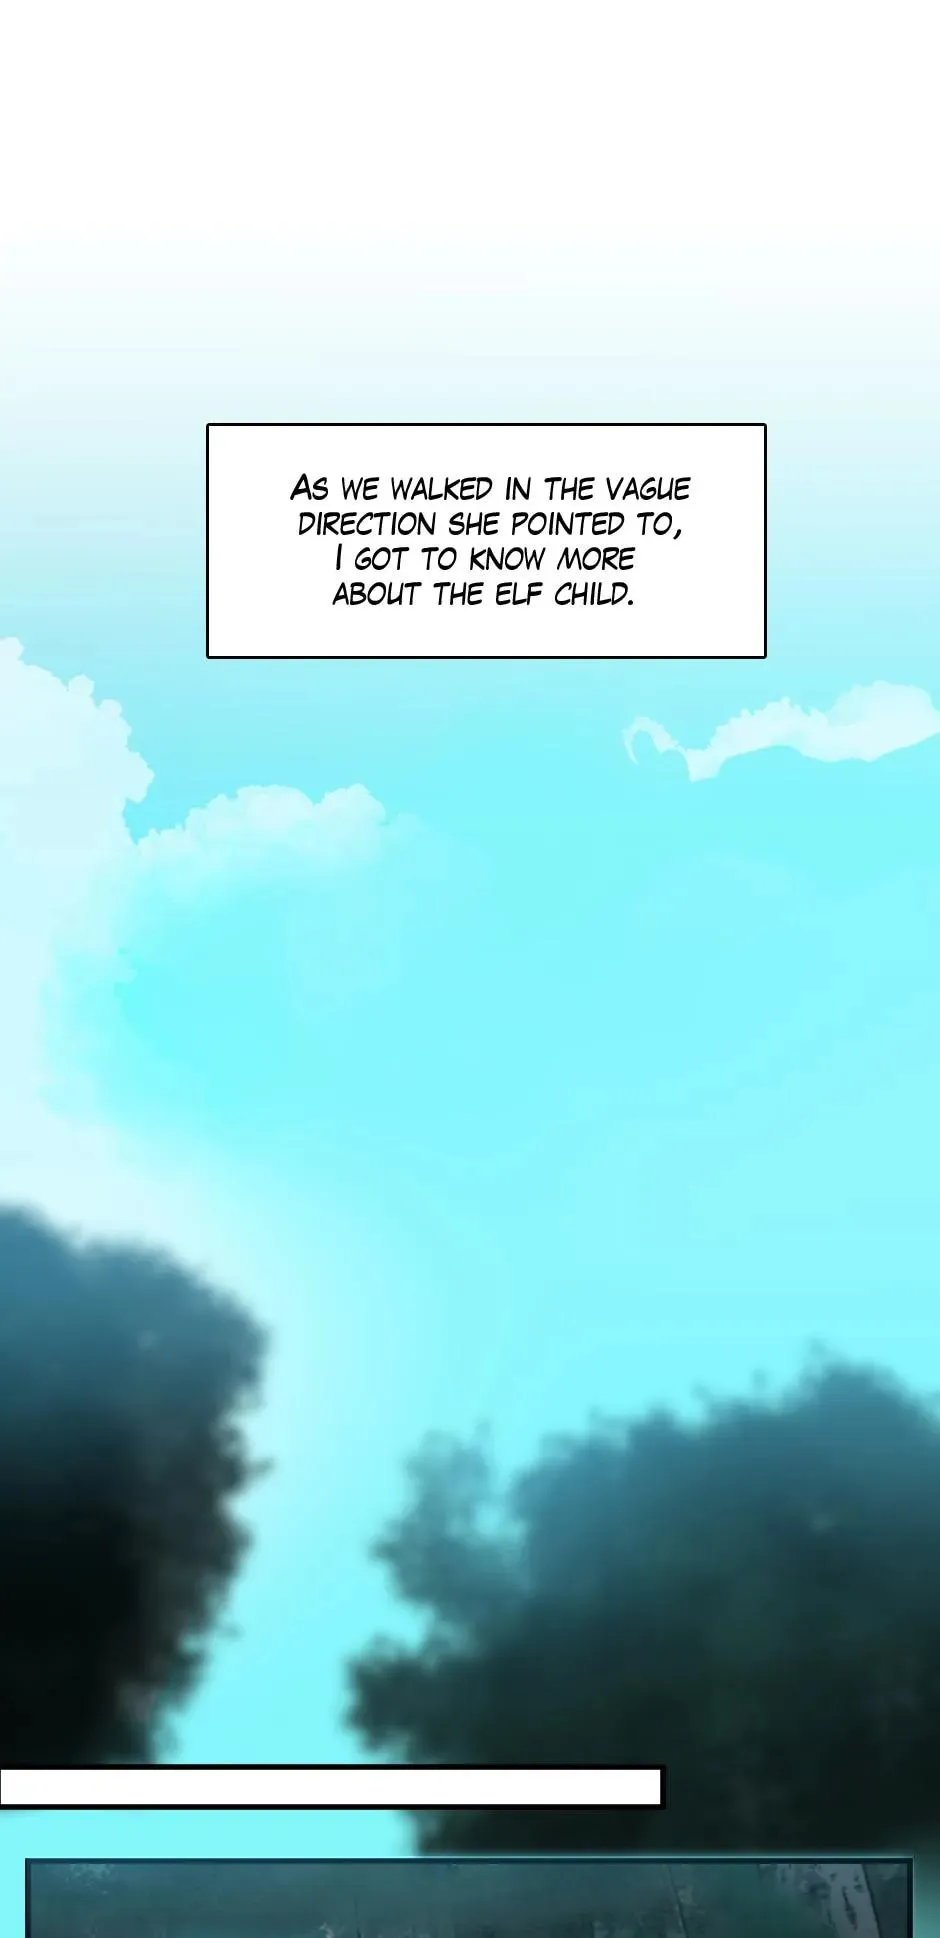 AS WE WALKED IN THE VAGUE
DIRECTION SHE POINTED TO,
I GOT TO KNOW MORE
ABOUT THE ELF CHILD.